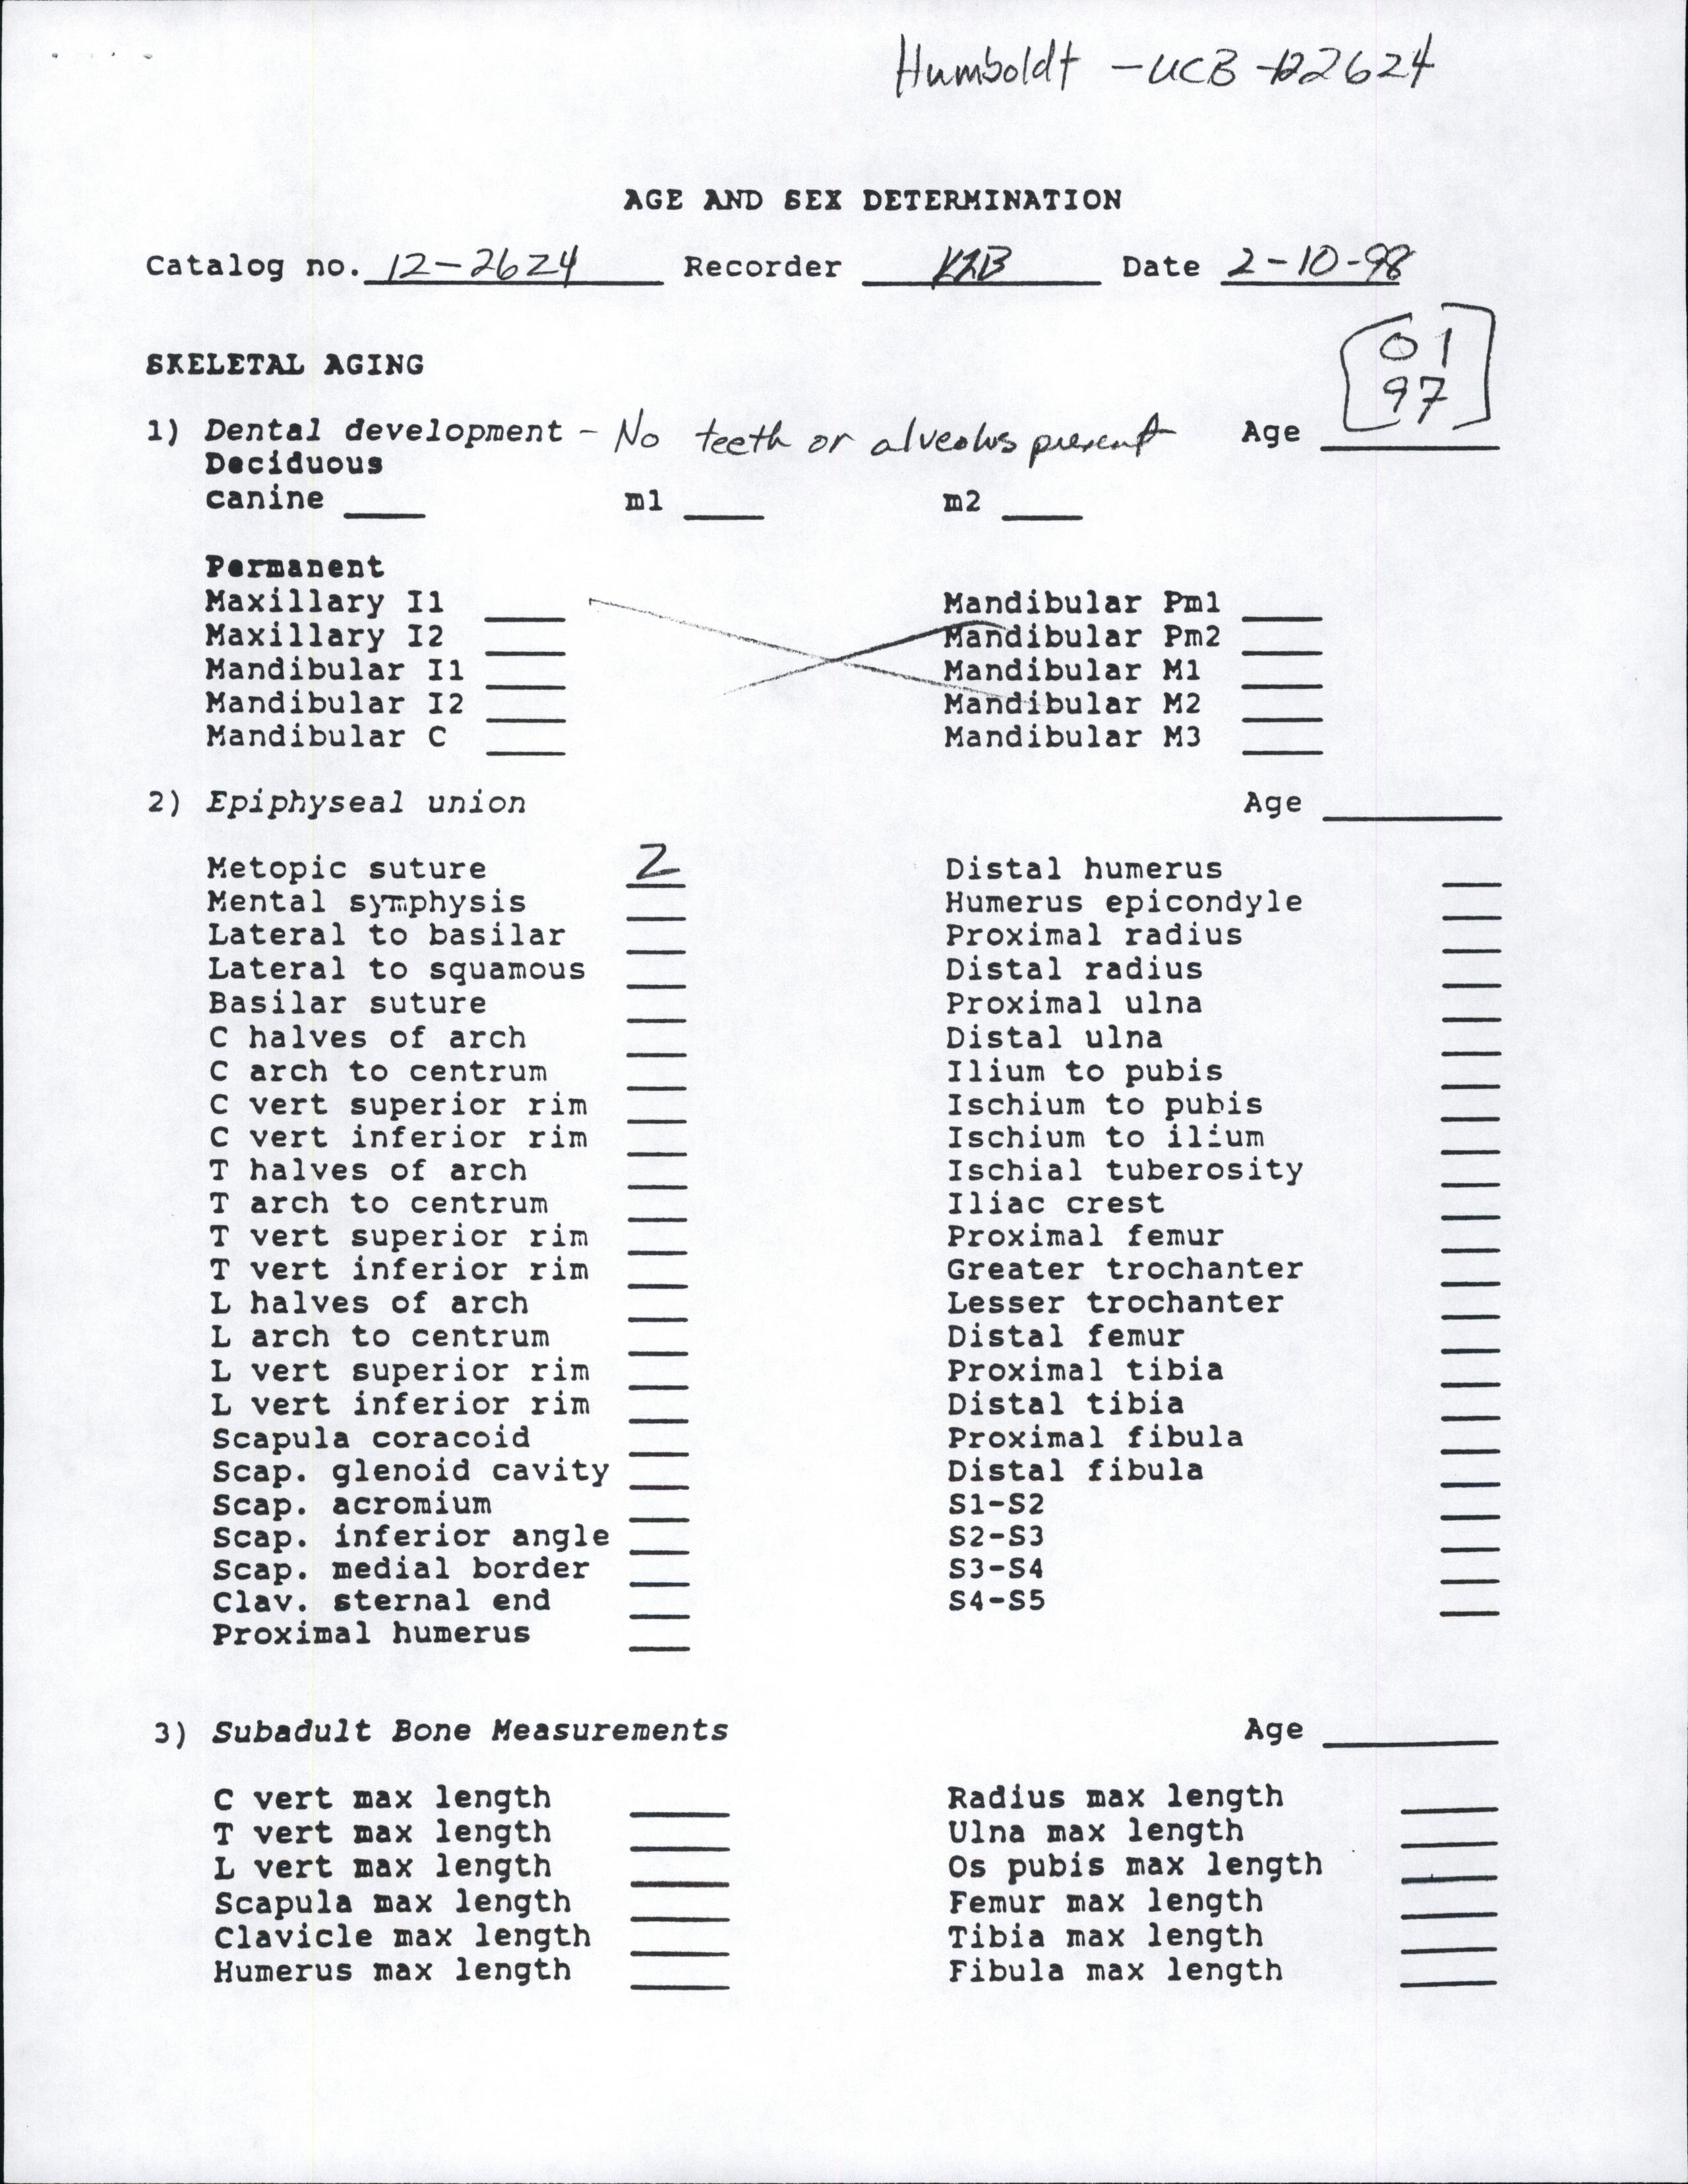 Humboldt - UCB - 122624
AGE AND SEX DETERMINATION
Catalog no. 12-2624 Recorder Date 2-10-98
01
97
SKELETAL AGING
1) Dental development - No teeth or alveolus present Age
Deciduous
canine m1 m2
Permanent
Maxillary I1 Mandibular Pm1
Maxillary I2 Mandibular Pm2
Mandibular I1 Mandibular M1
Mandibular I2 Mandibular M2
Mandibular C Mandibular M3
2) Epiphyseal union Age
Metopic suture 2 Distal humerus
Mental symphysis Humerus epicondyle
Lateral to basilar Proximal radius
Lateral to squamous Distal radius
Basilar suture Proximal ulna
C halves of arch Distal ulna
C arch to centrum Ilium to pubis
C vert superior rim Ischium to pubis
C vert inferior rim Ischium to ilium
T halves of arch Ischial tuberosity
T arch to centrum Iliac crest
T vert superior rim Proximal femur
T vert inferior rim Greater trochanter
L halves of arch Lesser trochanter
L arch to centrum Distal femur
L vert superior rim Proximal tibia
L vert inferior rim Distal tibia
Scapula coracoid Proximal fibula
Scap. glenoid cavity Distal fibula
Scap. acromium S1-S2
Scap. inferior angle S2-S3
Scap. medial border S3-S4
Clav. sternal end S4-S5
Proximal humerus
3) Subadult Bone Measurements Age
C vert max length Radius max length
T vert max length Ulna max length
L vert max length Os pubis max length
Scapula max length Femur max length
Clavicle max length Tibia max length
Humerus max length Fibula max length